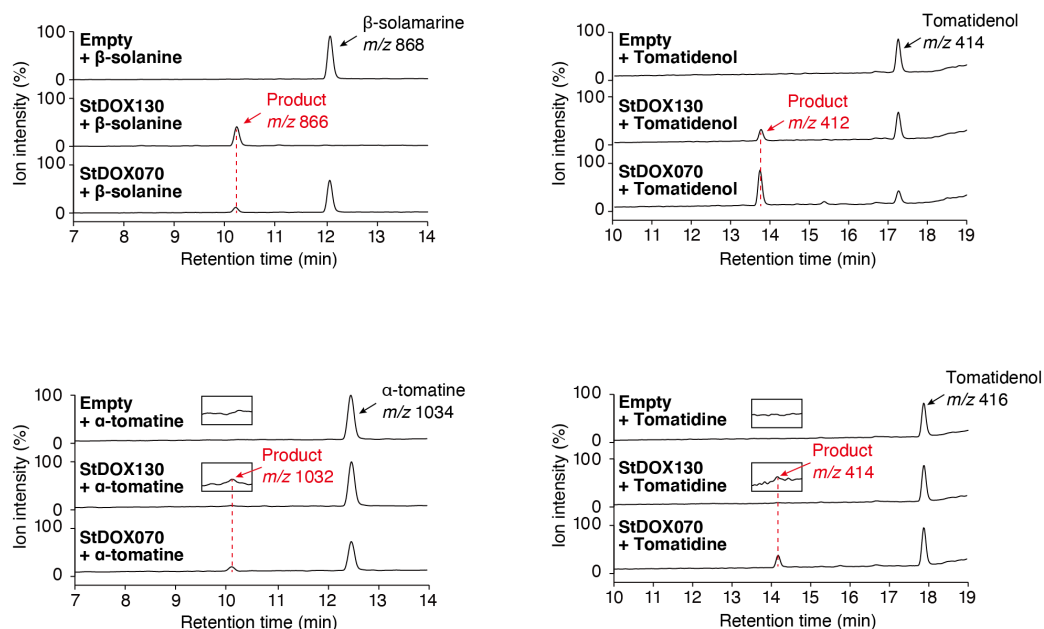 Ion intensity (%)
100
0
Empty
+ β-solanine
β-solamarine
m/z 868
100
0
StDOX130
+ β-solanine
Product
m/z 866
100
0
StDOX070
+ β-solanine
7 8 9 10 11 12 13 14
Retention time (min)
Ion intensity (%)
100
0
Empty
+ Tomatidenol
Tomatidenol
m/z 414
100
0
StDOX130
+ Tomatidenol
Product
m/z 412
100
0
StDOX070
+ Tomatidenol
10 11 12 13 14 15 16 17 18 19
Retention time (min)
Ion intensity (%)
100
0
Empty
+ α-tomatine
α-tomatine
m/z 1034
100
0
StDOX130
+ α-tomatine
Product
m/z 1032
100
0
StDOX070
+ α-tomatine
7 8 9 10 11 12 13 14
Retention time (min)
Ion intensity (%)
100
0
Empty
+ Tomatidine
Tomatidenol
m/z 416
100
0
StDOX130
+ Tomatidine
Product
m/z 414
100
0
StDOX070
+ Tomatidine
10 11 12 13 14 15 16 17 18 19
Retention time (min)